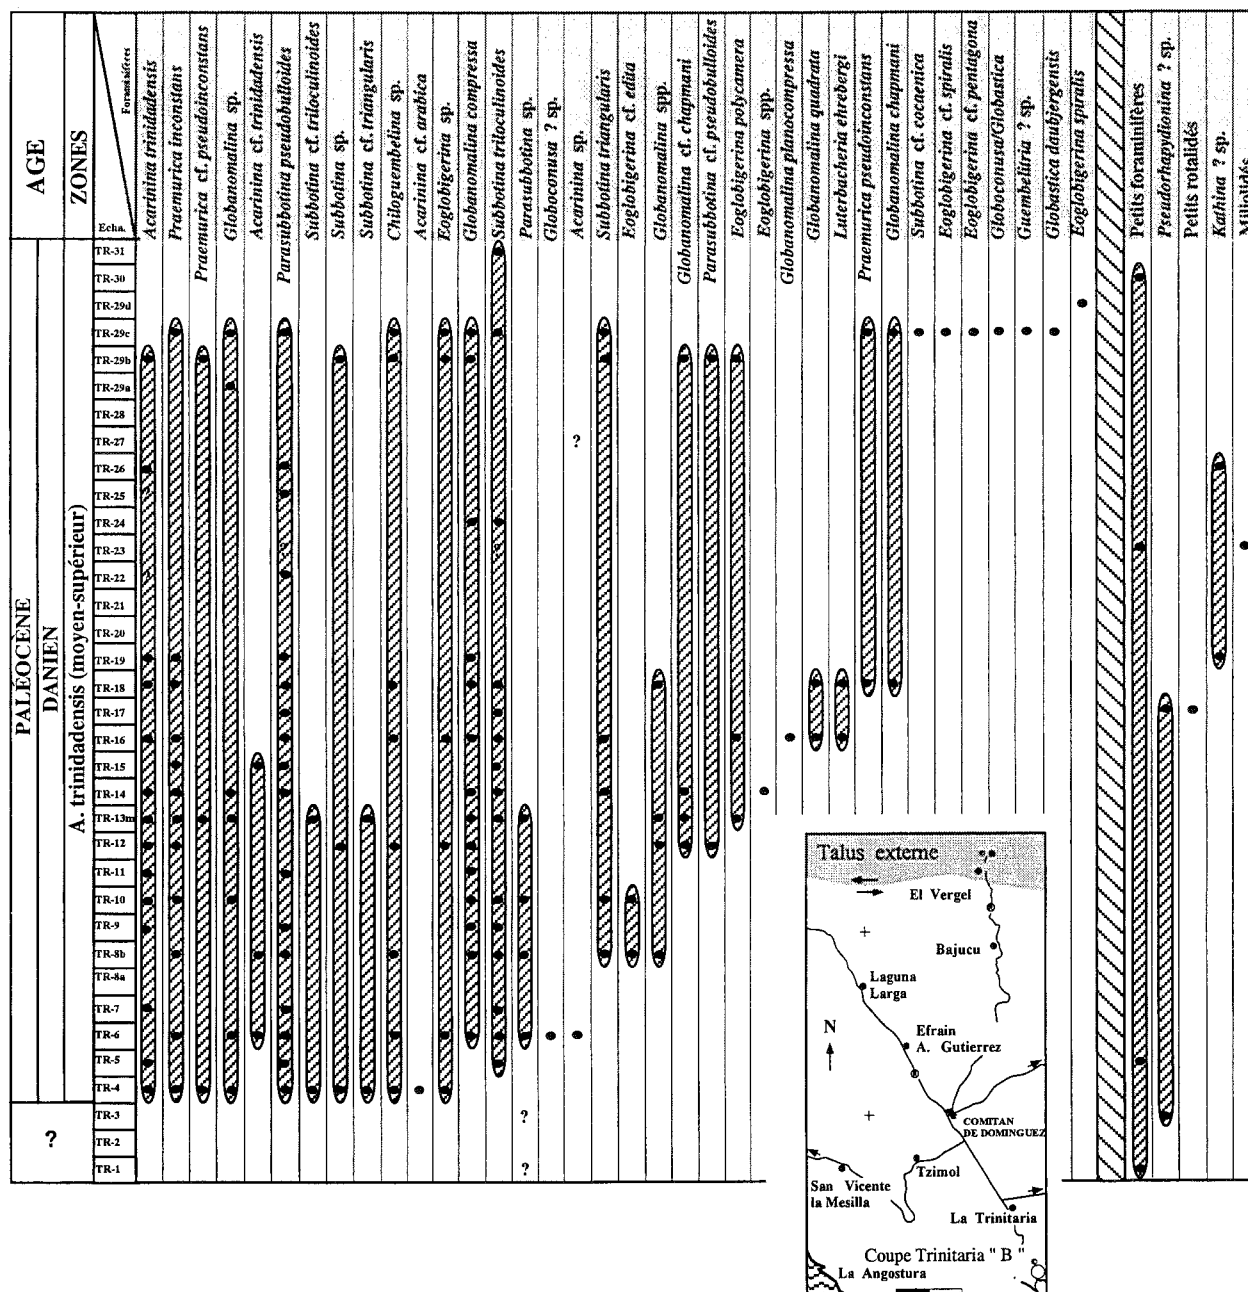 AGE
ZONES
Foraminifères
Echa.
Acarinina trinidadensis
Praemurica inconstans
Praemurica cf. pseudoinconstans
Globanomalina sp.
Acarinina cf. trinidadensis
Parasubbotina pseudobulloides
Subbotina cf. triloculinoides
Subbotina sp.
Subbotina cf. triangularis
Chiloguembelina sp.
Acarinina cf. arabica
Eoglobigerina sp.
Globanomalina compressa
Subbotina triloculinoides
Parasubbotina sp.
Globoconusa ? sp.
Acarinina sp.
Subbotina triangularis
Eoglobigerina cf. edita
Globanomalina spp.
Globanomalina cf. chapmani
Parasubbotina cf. pseudobulloides
Eoglobigerina polycamera
Eoglobigerina spp.
Globanomalina planocompressa
Globanomalina quadrata
Luterbacheria ehrebergi
Praemurica pseudoinconstans
Globanomalina chapmani
Subbotina cf. cocaenica
Eoglobigerina cf. spiralis
Eoglobigerina cf. pentagona
Globoconusa/Globastica
Guembelitria ? sp.
Globastica daubjergensis
Eoglobigerina spiralis
Petits foraminifères
Pseudorhapydionina ? sp.
Petits rotalidés
Kathina ? sp.
Miliolidés
PALÉOCENE
DANIEN
A. trinidadensis (moyen-supérieur)
TR-31
TR-30
TR-29d
TR-29c
TR-29b
TR-29a
TR-28
TR-27
?
TR-26
TR-25
?
TR-24
TR-23
TR-22
?
TR-21
TR-20
TR-19
TR-18
TR-17
TR-16
TR-15
TR-14
TR-13m
TR-12
TR-11
TR-10
TR-9
TR-8b
TR-8a
TR-7
TR-6
TR-5
TR-4
TR-3
?
?
TR-2
TR-1
?
Talus externe
El Vergel
Bajucu
Laguna
Larga
N
Efrain
A. Gutierrez
COMITAN
DE DOMINGUEZ
Tzimol
San Vicente
la Mesilla
La Trinitaria
Coupe Trinitaria " B "
La Angostura